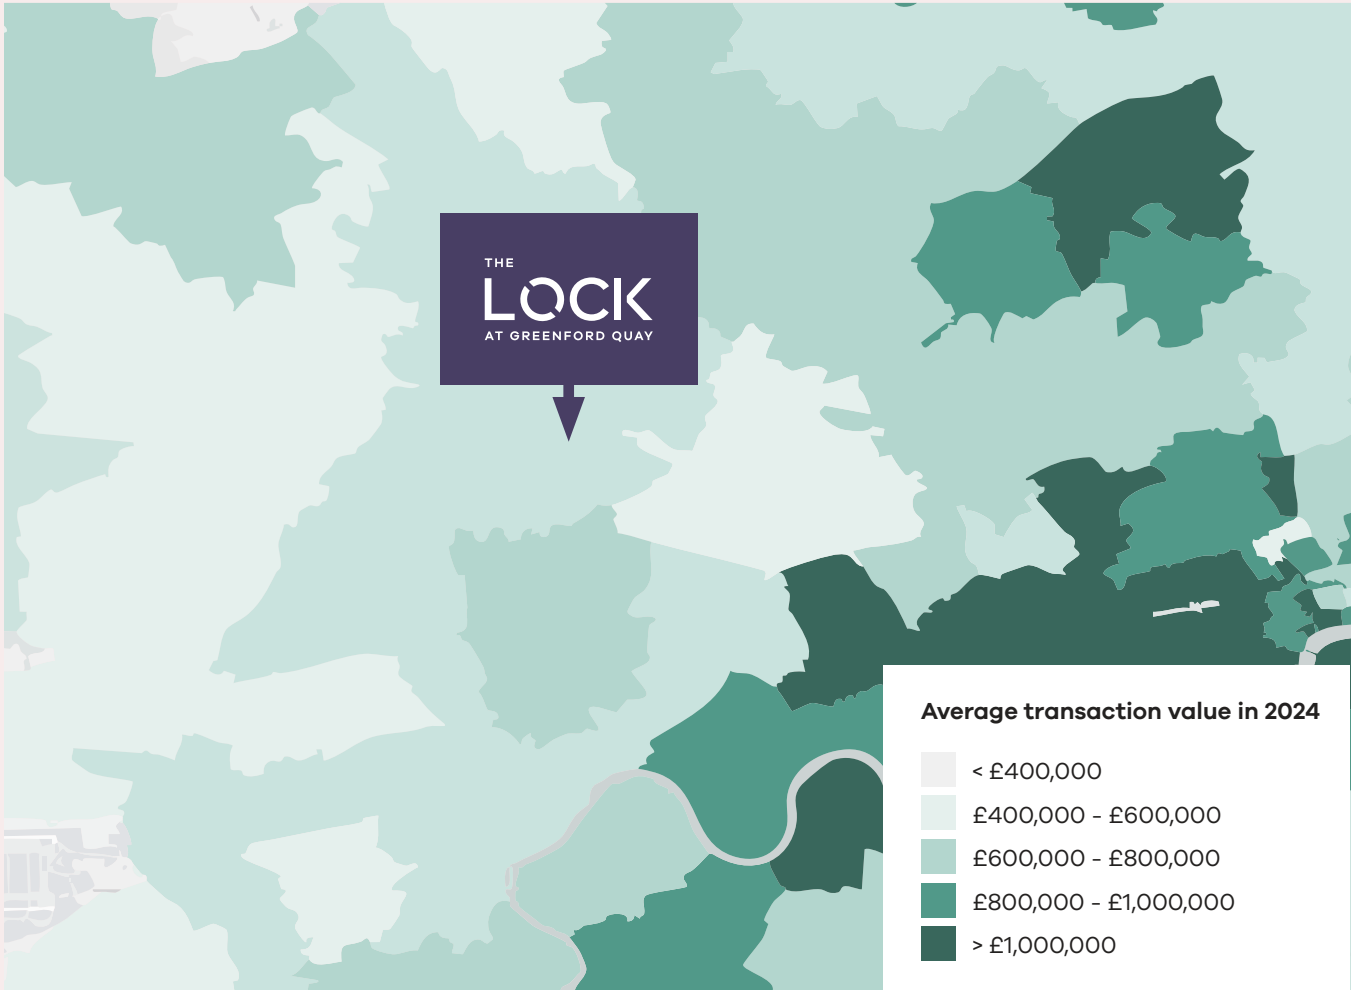 THE
LOCK
AT GREENFORD QUAY
Average transaction value in 2024
< £400,000
£400,000 - £600,000
£600,000 - £800,000
£800,000 - £1,000,000
> £1,000,000